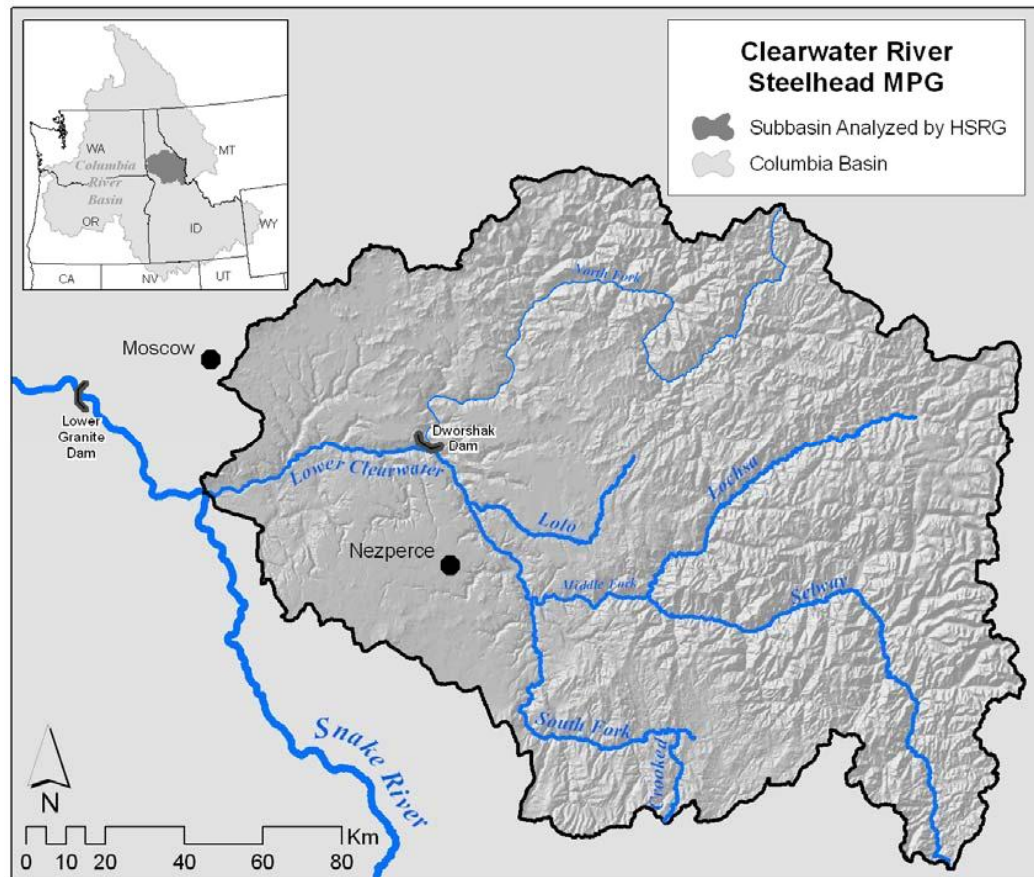 Clearwater River
Steelhead MPG
Subbasin Analyzed by HSRG
Columbia Basin
WA
MT
Columbia
River
Basin
OR
ID
WY
CA
NV
UT
North Fork
Moscow
Lower
Granite
Dam
Dworshak
Dam
Lower Clearwater
Lochsa
Lolo
Nezperce
Middle Fork
Selway
South Fork
Crooked
Snake River
N
Km
0 10 20 40 60 80